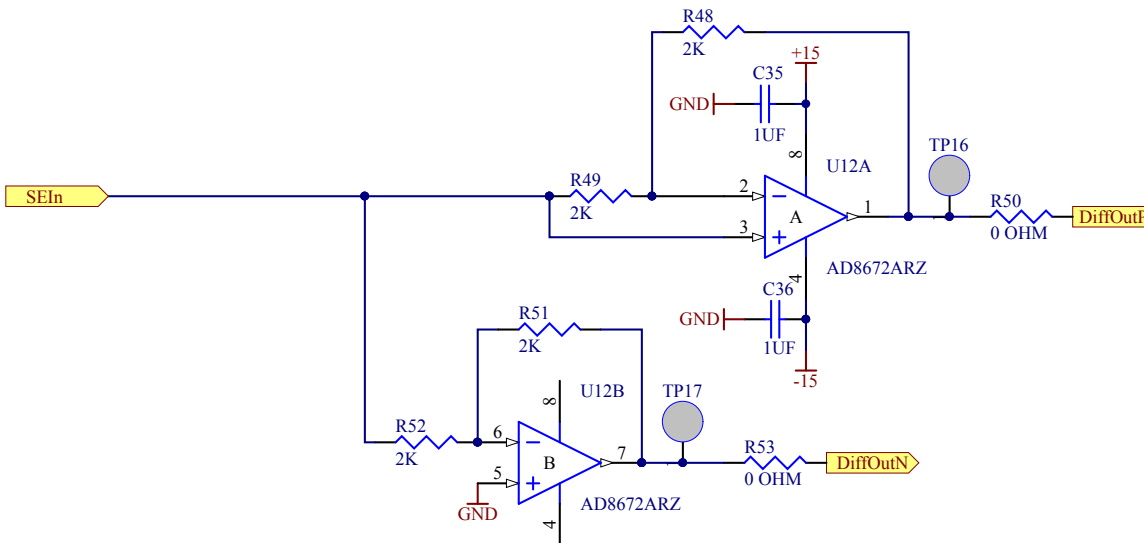 R48
2K
+15
C35
GND
1UF
TP16
8
U12A
SEIn
R49
2K
2
1
R50
A
DiffOutP
3
0 OHM
4
AD8672ARZ
C36
R51
GND
2K
1UF
-15
U12B
TP17
8
R52
6
7
R53
2K
B
DiffOutN
5
0 OHM
GND
AD8672ARZ
4